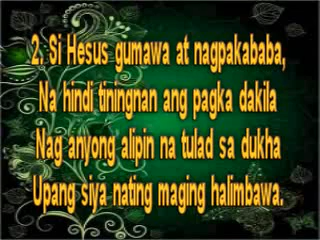 2. Si Hesus gumawa at nagpakababa,
Na hindi tiningnan ang pagka dakila
Nag anyong alipin na tulad sa dukha
Upang siya nating maging halimbawa.